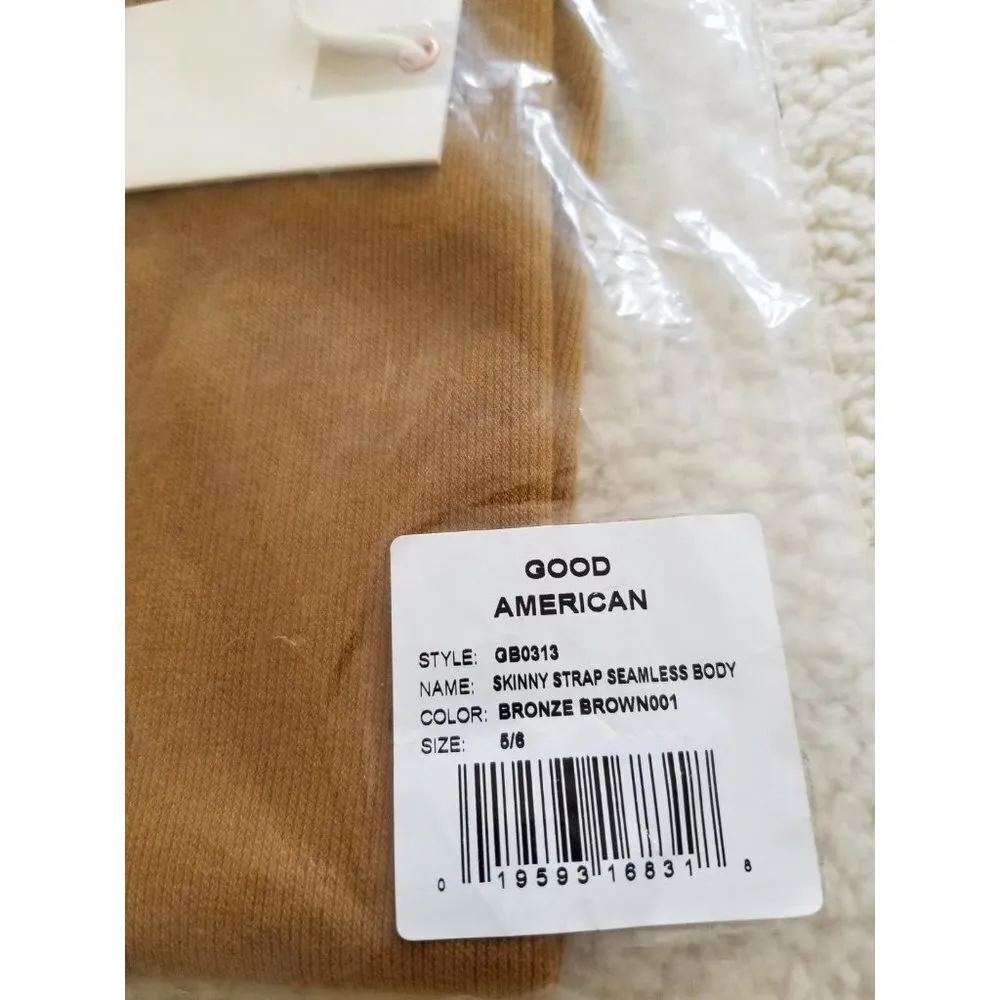 GOOD
AMERICAN
STYLE: GB0313
NAME: SKINNY STRAP SEAMLESS BODY
COLOR: BRONZE BROWN001
SIZE: 5/6
0 19593 16831 8